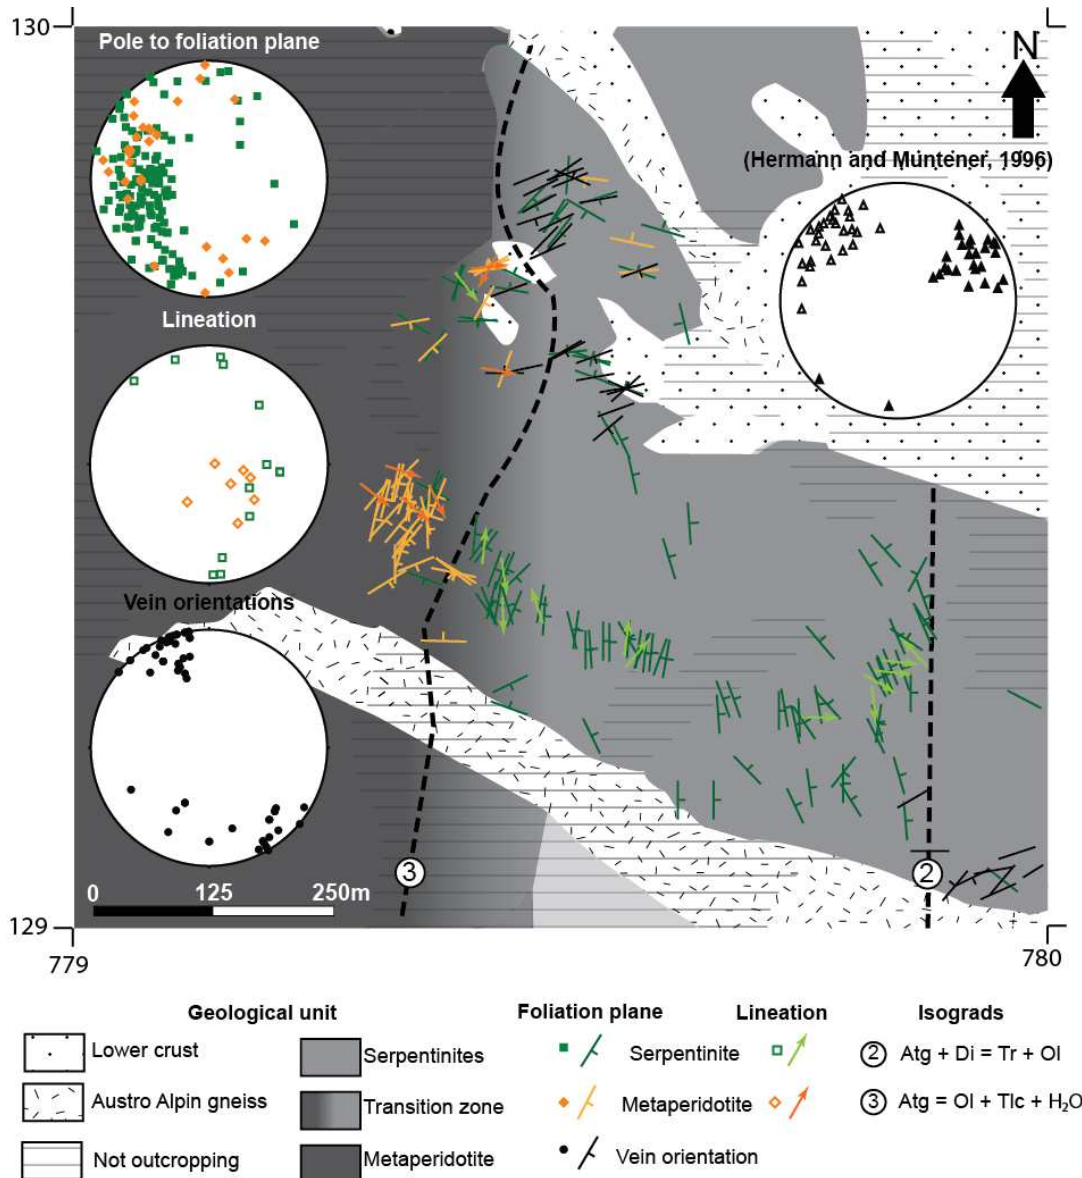 130
Pole to foliation plane
N
(Hermann and Muntener, 1996)
Lineation
Vein orientations
0 125 250m
3
2
129
779
780
Geological unit
Foliation plane
Lineation
Isograds
Lower crust
Serpentinites
Serpentinite
2 Atg + Di = Tr + Ol
Austro Alpin gneiss
Transition zone
Metaperidotite
3 Atg = Ol + Tlc + H₂O
Not outcropping
Metaperidotite
Vein orientation